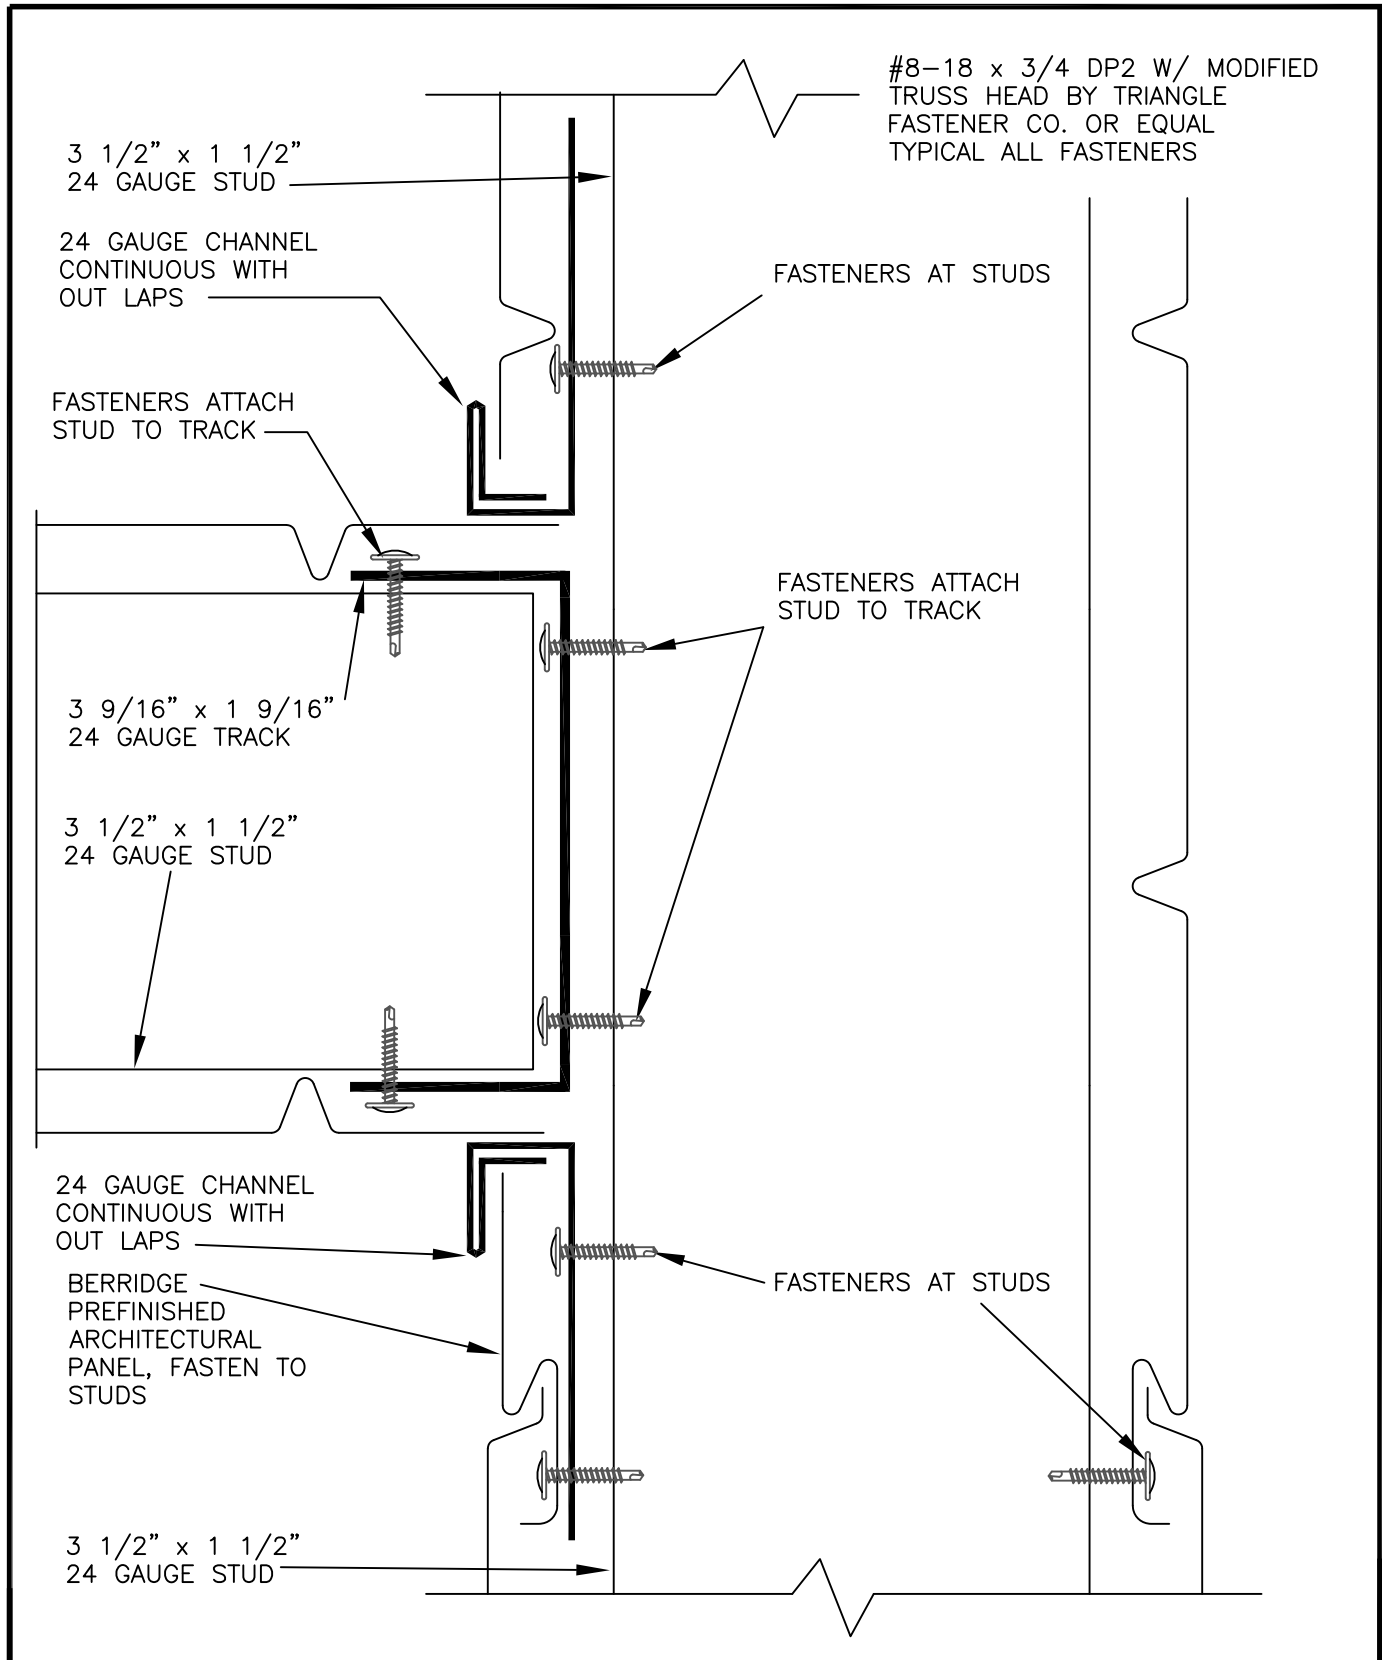 #8-18 x 3/4 DP2 W/ MODIFIED
TRUSS HEAD BY TRIANGLE
FASTENER CO. OR EQUAL
TYPICAL ALL FASTENERS
3 1/2" x 1 1/2"
24 GAUGE STUD
24 GAUGE CHANNEL
CONTINUOUS WITH
OUT LAPS
FASTENERS AT STUDS
FASTENERS ATTACH
STUD TO TRACK
FASTENERS ATTACH
STUD TO TRACK
3 9/16" x 1 9/16"
24 GAUGE TRACK
3 1/2" x 1 1/2"
24 GAUGE STUD
24 GAUGE CHANNEL
CONTINUOUS WITH
OUT LAPS
BERRIDGE
PREFINISHED
ARCHITECTURAL
PANEL, FASTEN TO
STUDS
FASTENERS AT STUDS
3 1/2" x 1 1/2"
24 GAUGE STUD